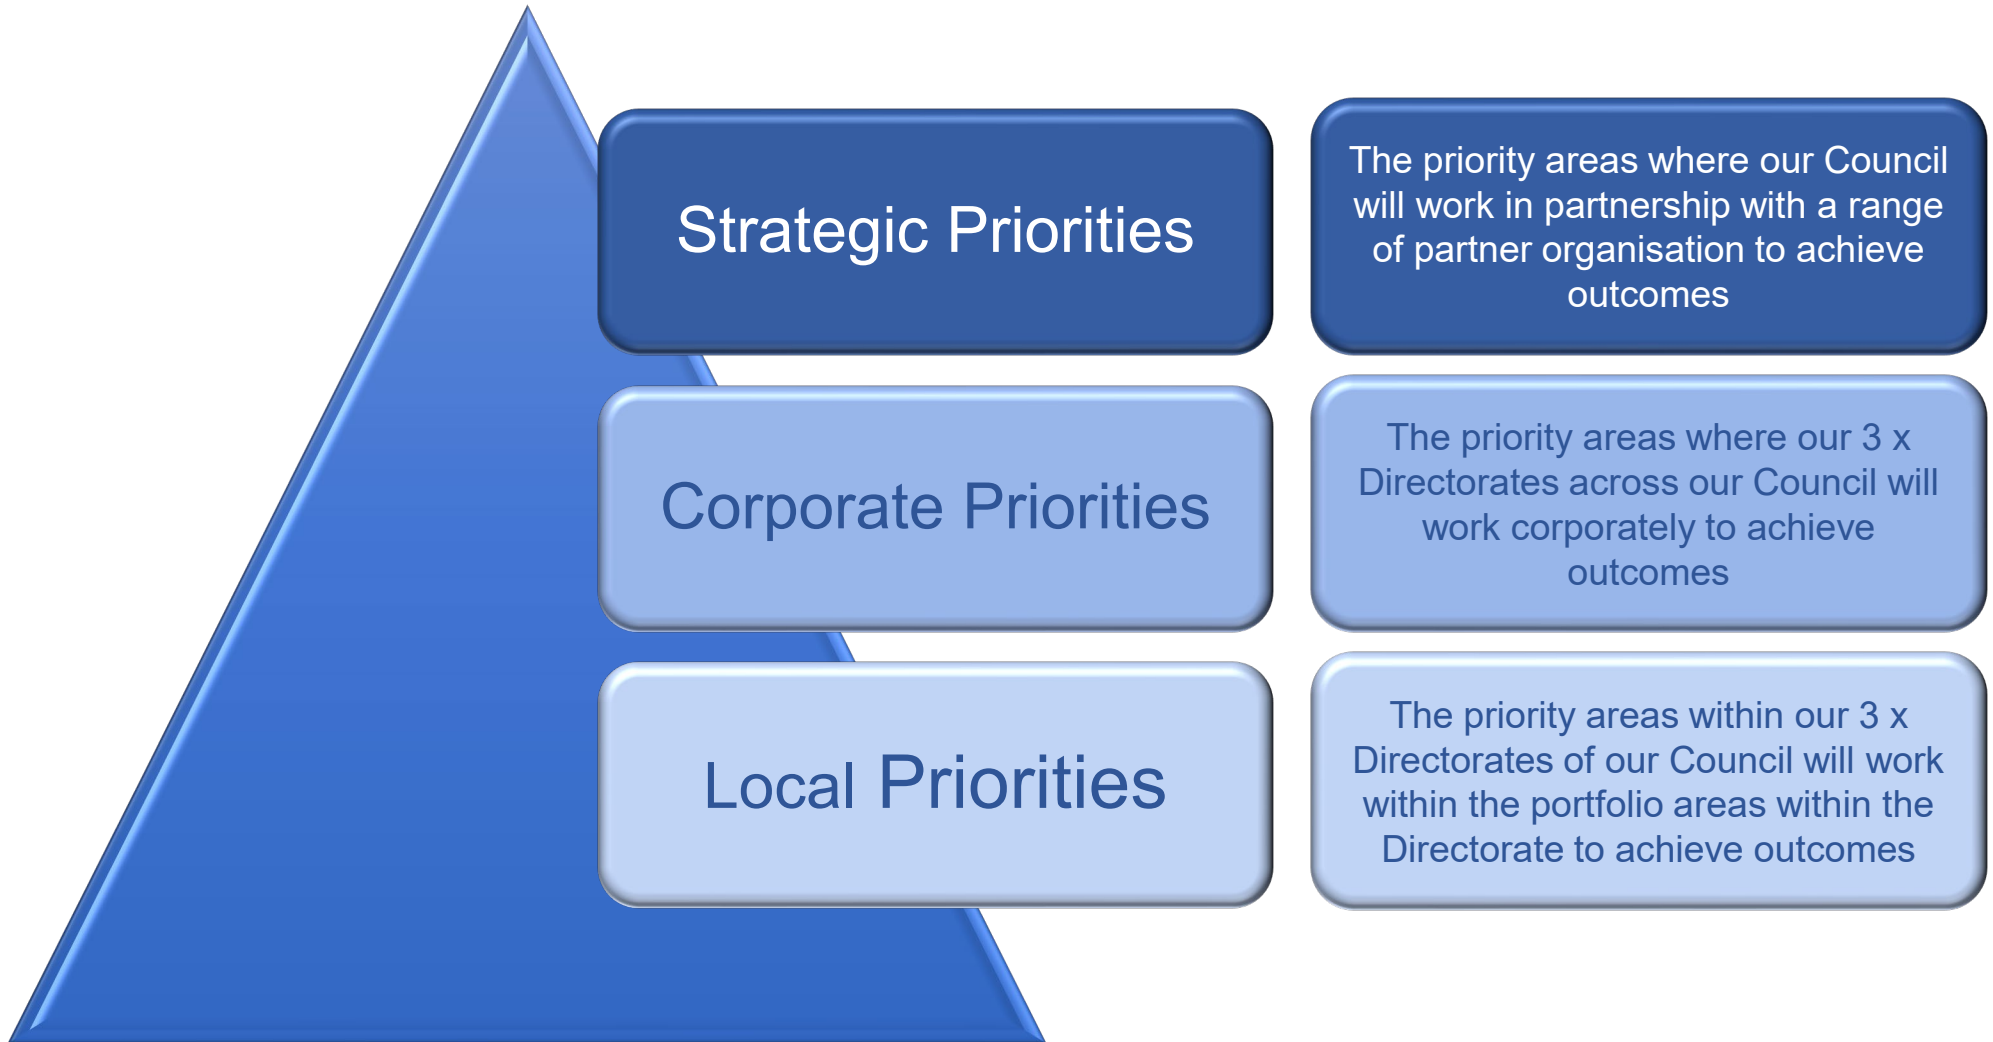 Strategic Priorities
The priority areas where our Council
will work in partnership with a range
of partner organisation to achieve
outcomes
Corporate Priorities
The priority areas where our 3 x
Directorates across our Council will
work corporately to achieve
outcomes
Local Priorities
The priority areas within our 3 x
Directorates of our Council will work
within the portfolio areas within the
Directorate to achieve outcomes